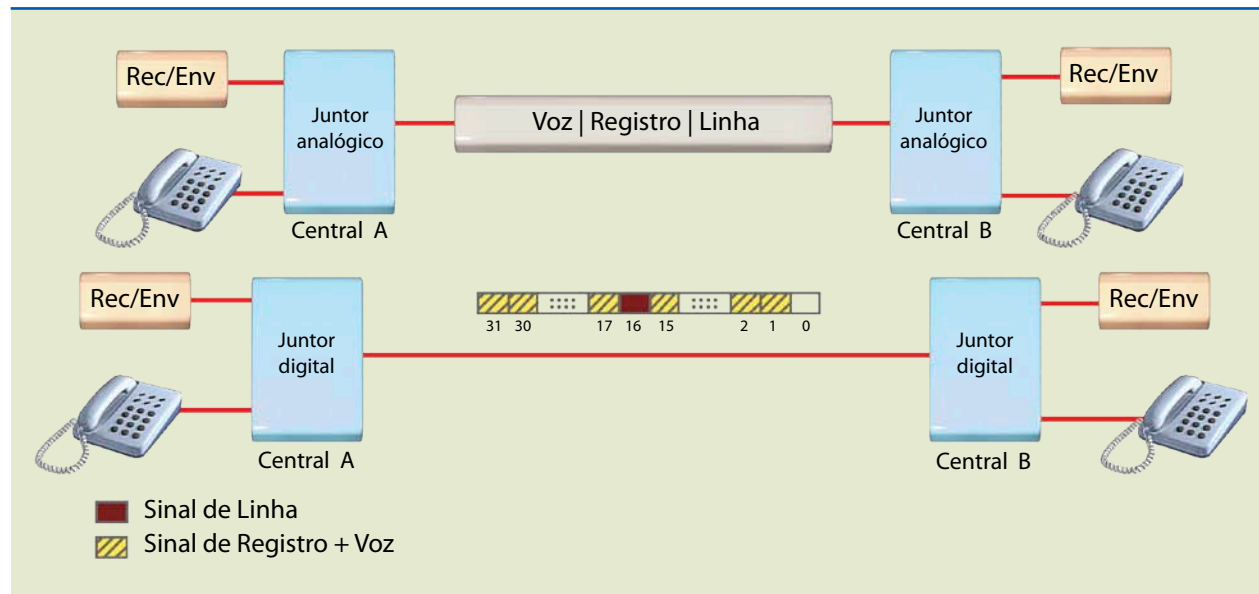 Rec/Env
Juntor
analógico
Central A
Voz | Registro | Linha
Juntor
analógico
Central B
Rec/Env
Rec/Env
Juntor
digital
Central A
31 30 17 16 15 2 1 0
Juntor
digital
Central B
Rec/Env
Sinal de Linha
Sinal de Registro + Voz